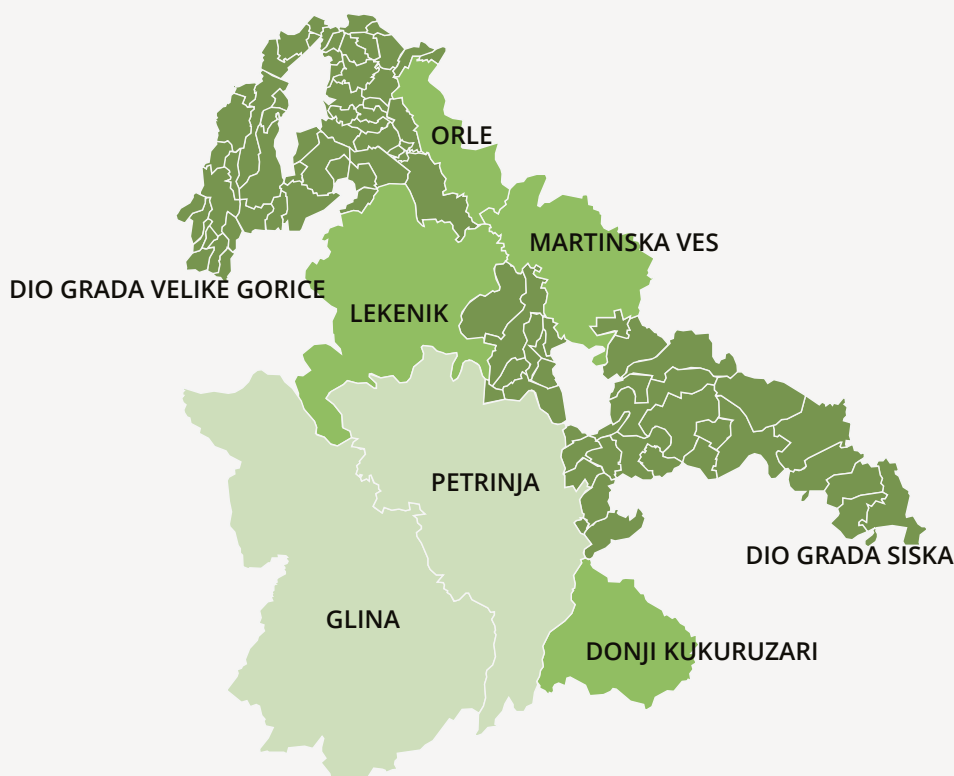 ORLE
MARTINSKA VES
DIO GRADA VELIKE GORICE
LEKENIK
PETRINJA
DIO GRADA SISKA
GLINA
DONJI KUKURUZARI